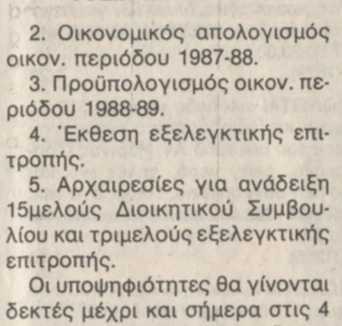 2. Οικονομικός απολογισμός
οικον. περιόδου 1987-88.
3. Προϋπολογισμός οικον. πε-
ριόδου 1988-89.
4. Έκθεση εξελεγκτικής επι-
τροπής.
5. Αρχαιρεσίες για ανάδειξη
15μελούς Διοικητικού Συμβου-
λίου και τριμελούς εξελεγκτικής
επιτροπής.
Οι υποψηφιότητες θα γίνονται
δεκτές μέχρι και σήμερα στις 4